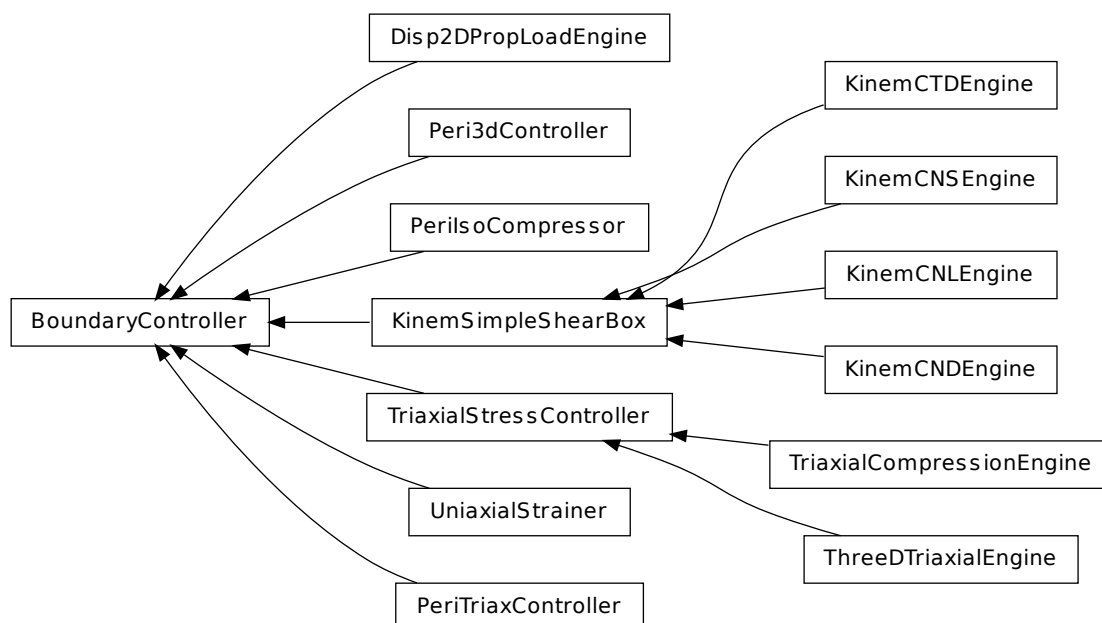 Disp2DPropLoadEngine
KinemCTDEngine
Peri3dController
KinemCNSEngine
PeriIsoCompressor
KinemCNLEngine
BoundaryController
KinemSimpleShearBox
KinemCNDEngine
TriaxialStressController
TriaxialCompressionEngine
UniaxialStrainer
ThreeDTriaxialEngine
PeriTriaxController